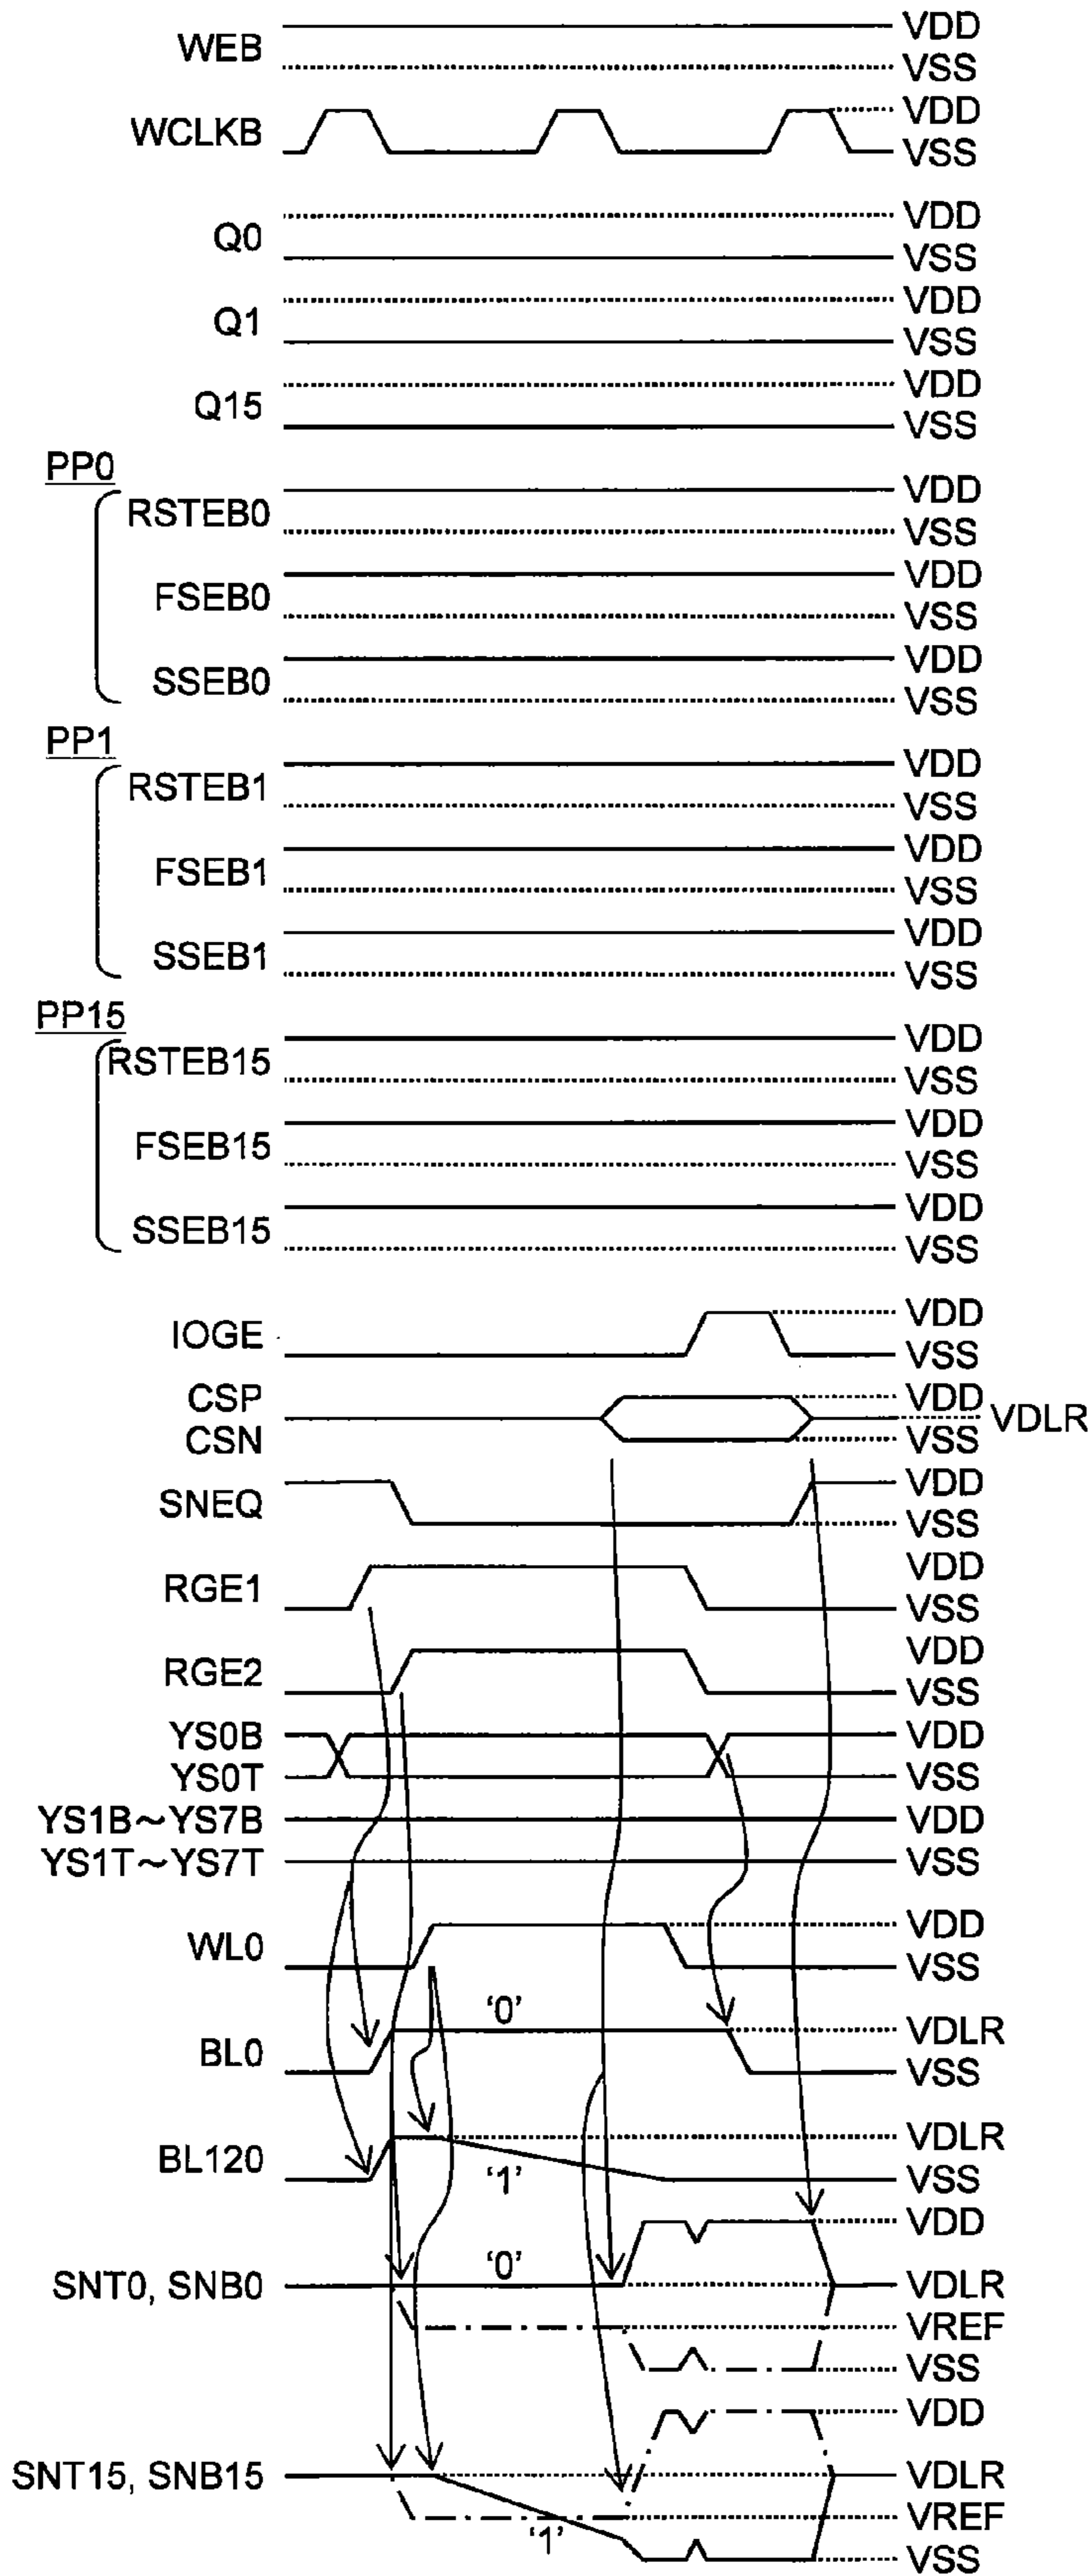 WEB VDD
VSS
WCLKB VDD
VSS
Q0 VDD
VSS
Q1 VDD
VSS
Q15 VDD
VSS
PP0
RSTEB0 VDD
VSS
FSEB0 VDD
VSS
SSEB0 VDD
VSS
PP1
RSTEB1 VDD
VSS
FSEB1 VDD
VSS
SSEB1 VDD
VSS
PP15
RSTEB15 VDD
VSS
FSEB15 VDD
VSS
SSEB15 VDD
VSS
IOGE VDD
VSS
CSP VDD
VDLR
CSN VSS
SNEQ VDD
VSS
RGE1 VDD
VSS
RGE2 VDD
VSS
YS0B VDD
YS0T VSS
YS1B～YS7B VDD
YS1T～YS7T VSS
WL0 VDD
VSS
BL0 '0' VDLR
VSS
BL120 VDLR
'1' VSS
VDD
SNT0, SNB0 '0' VDLR
VREF
VSS
VDD
SNT15, SNB15 VDLR
VREF
'1' VSS